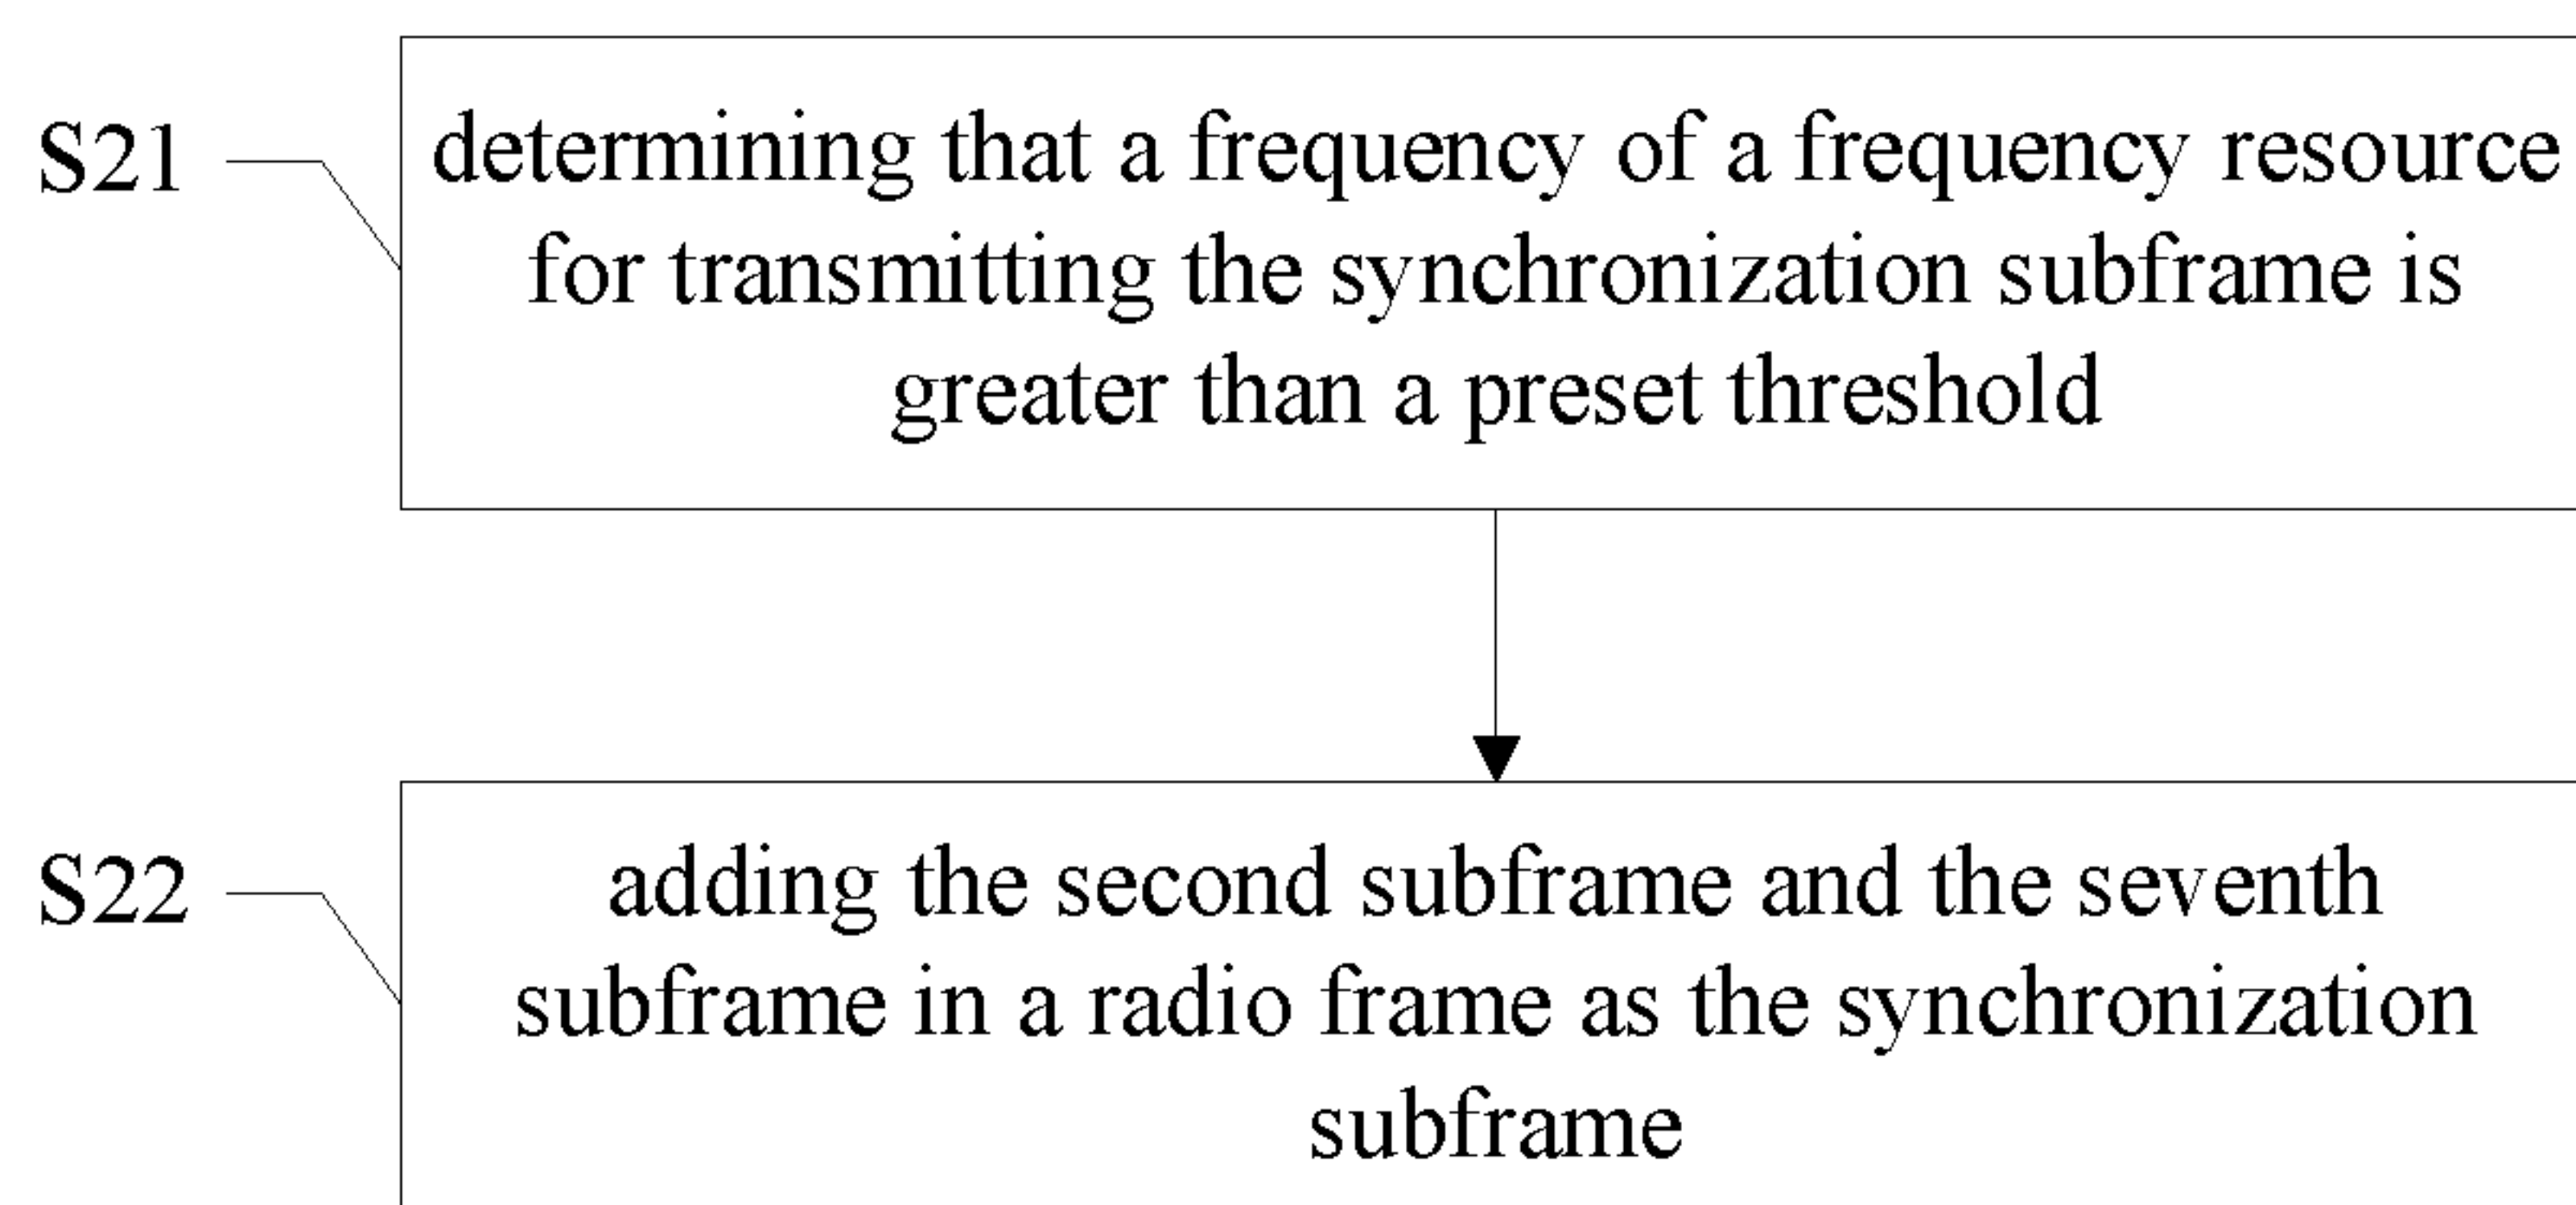 S21
determining that a frequency of a frequency resource
for transmitting the synchronization subframe is
greater than a preset threshold
S22
adding the second subframe and the seventh
subframe in a radio frame as the synchronization
subframe